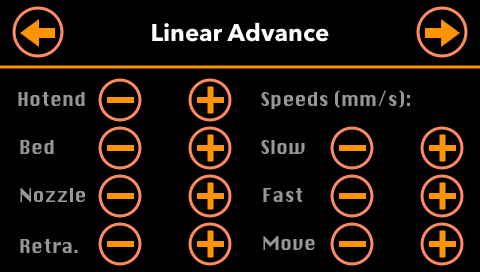 Linear Advance
Hotend
Speeds (mm/s):
Bed
Slow
Nozzle
Fast
Retra.
Move